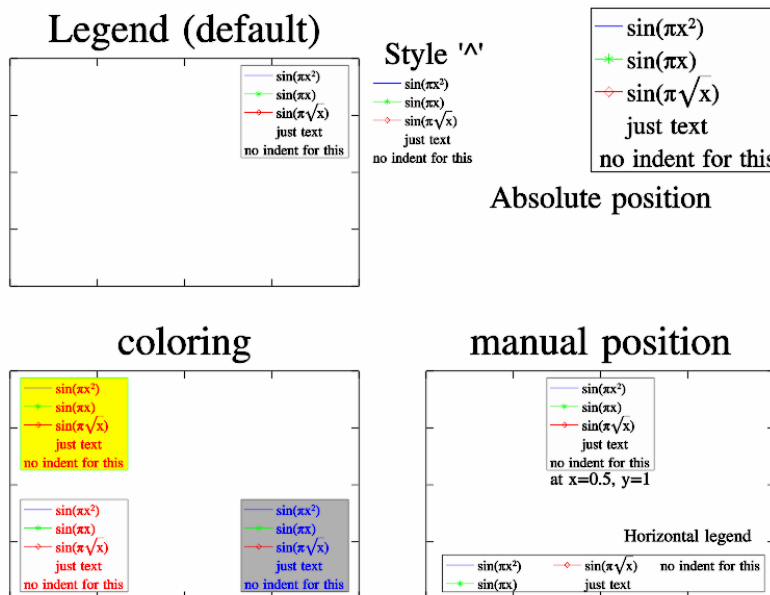 Legend (default)
sin(πx²)
sin(πx)
sin(π√x)
just text
no indent for this
Style '^'
sin(πx²)
sin(πx)
sin(π√x)
just text
no indent for this
sin(πx²)
sin(πx)
sin(π√x)
just text
no indent for this
Absolute position
coloring
sin(πx²)
sin(πx)
sin(π√x)
just text
no indent for this
sin(πx²)
sin(πx)
sin(π√x)
just text
no indent for this
sin(πx²)
sin(πx)
sin(π√x)
just text
no indent for this
manual position
sin(πx²)
sin(πx)
sin(π√x)
just text
no indent for this
at x=0.5, y=1
Horizontal legend
sin(πx²) sin(π√x) no indent for this
sin(πx) just text